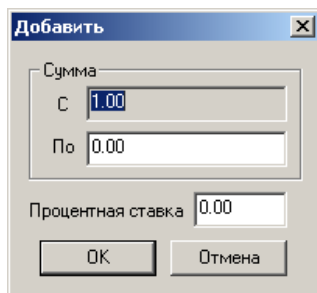 Добавить
Сумма
С 1.00
По 0.00
Процентная ставка 0.00
OK Отмена